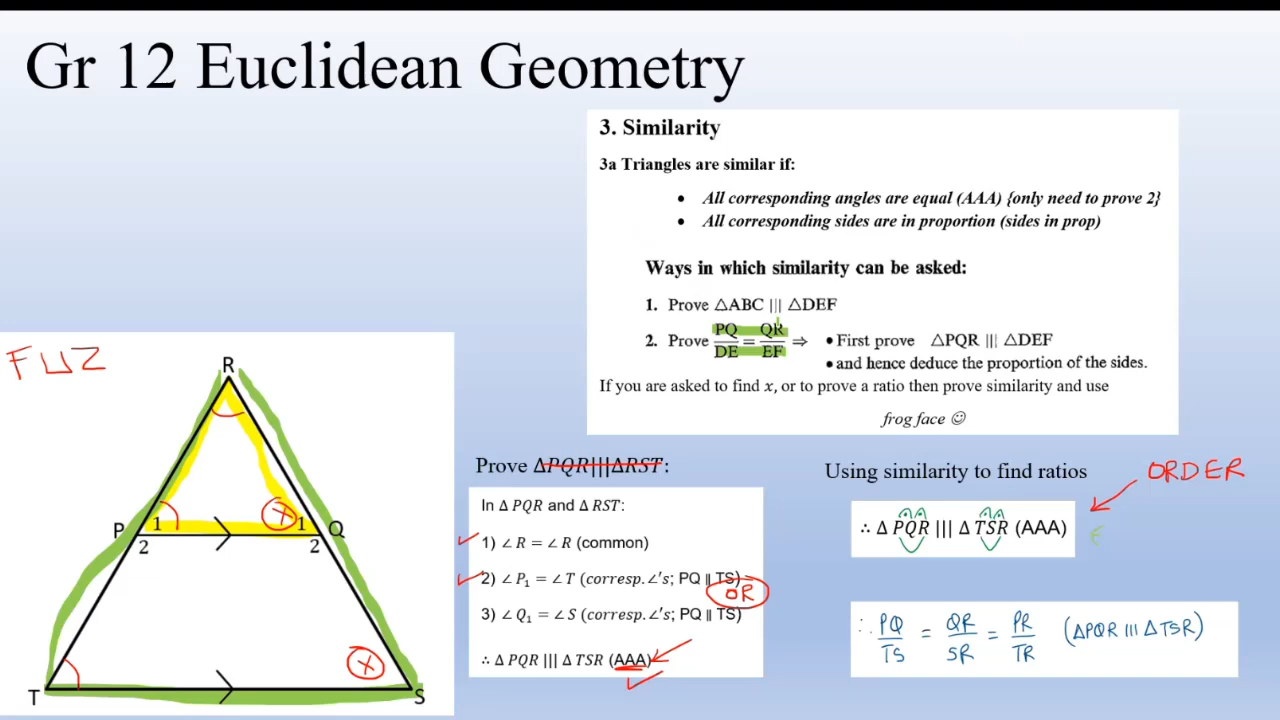 Gr 12 Euclidean Geometry
3. Similarity
3a Triangles are similar if:
• All corresponding angles are equal (AAA) {only need to prove 2}
• All corresponding sides are in proportion (sides in prop)
Ways in which similarity can be asked:
1. Prove △ABC ||| △DEF
2. Prove PQ/DE = QR/EF ⇒ • First prove △PQR ||| △DEF
• and hence deduce the proportion of the sides.
If you are asked to find x, or to prove a ratio then prove similarity and use
frog face ☺
FUZ
R
P 1 1 Q
2 2
T S
x
x
Prove ΔPQR|||ΔRST:
In Δ PQR and Δ RST:
1) ∠R = ∠R (common)
2) ∠P₁ = ∠T (corresp.∠'s; PQ ∥ TS)
OR
3) ∠Q₁ = ∠S (corresp.∠'s; PQ ∥ TS)
∴ Δ PQR ||| Δ TSR (AAA)
Using similarity to find ratios
ORDER
∴ Δ PQR ||| Δ TSR (AAA)
∴ PQ/TS = QR/SR = PR/TR (ΔPQR ||| ΔTSR)